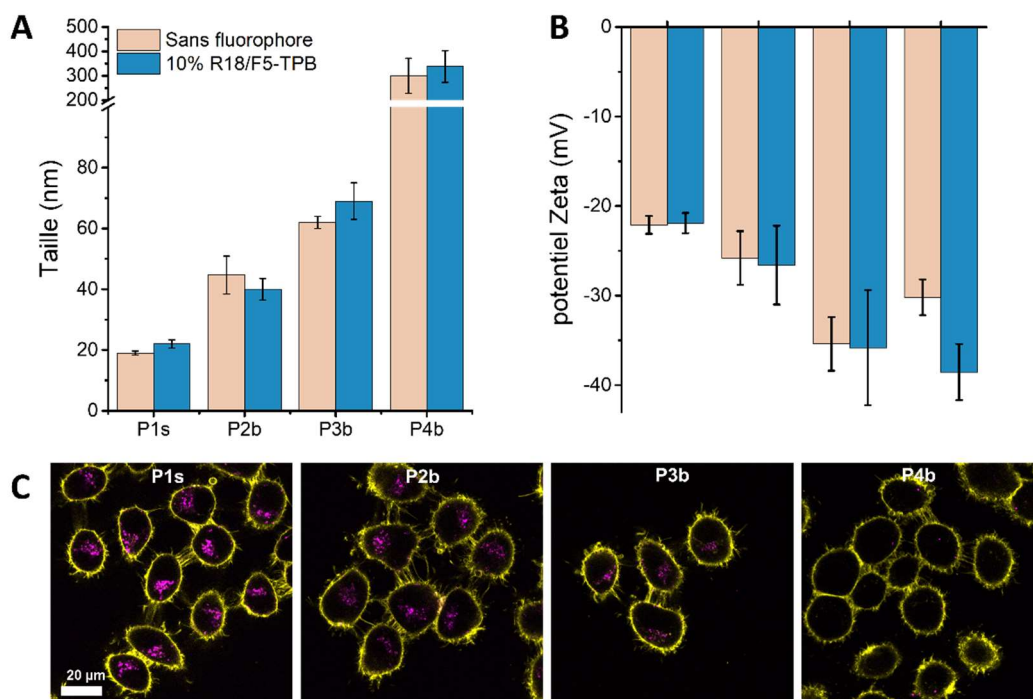 A
Taille (nm)
500
400
300
200
80
60
40
20
0
Sans fluorophore
10% R18/F5-TPB
P1s
P2b
P3b
P4b
B
potentiel Zeta (mV)
-0
-10
-20
-30
-40
C
P1s
P2b
P3b
P4b
20 µm